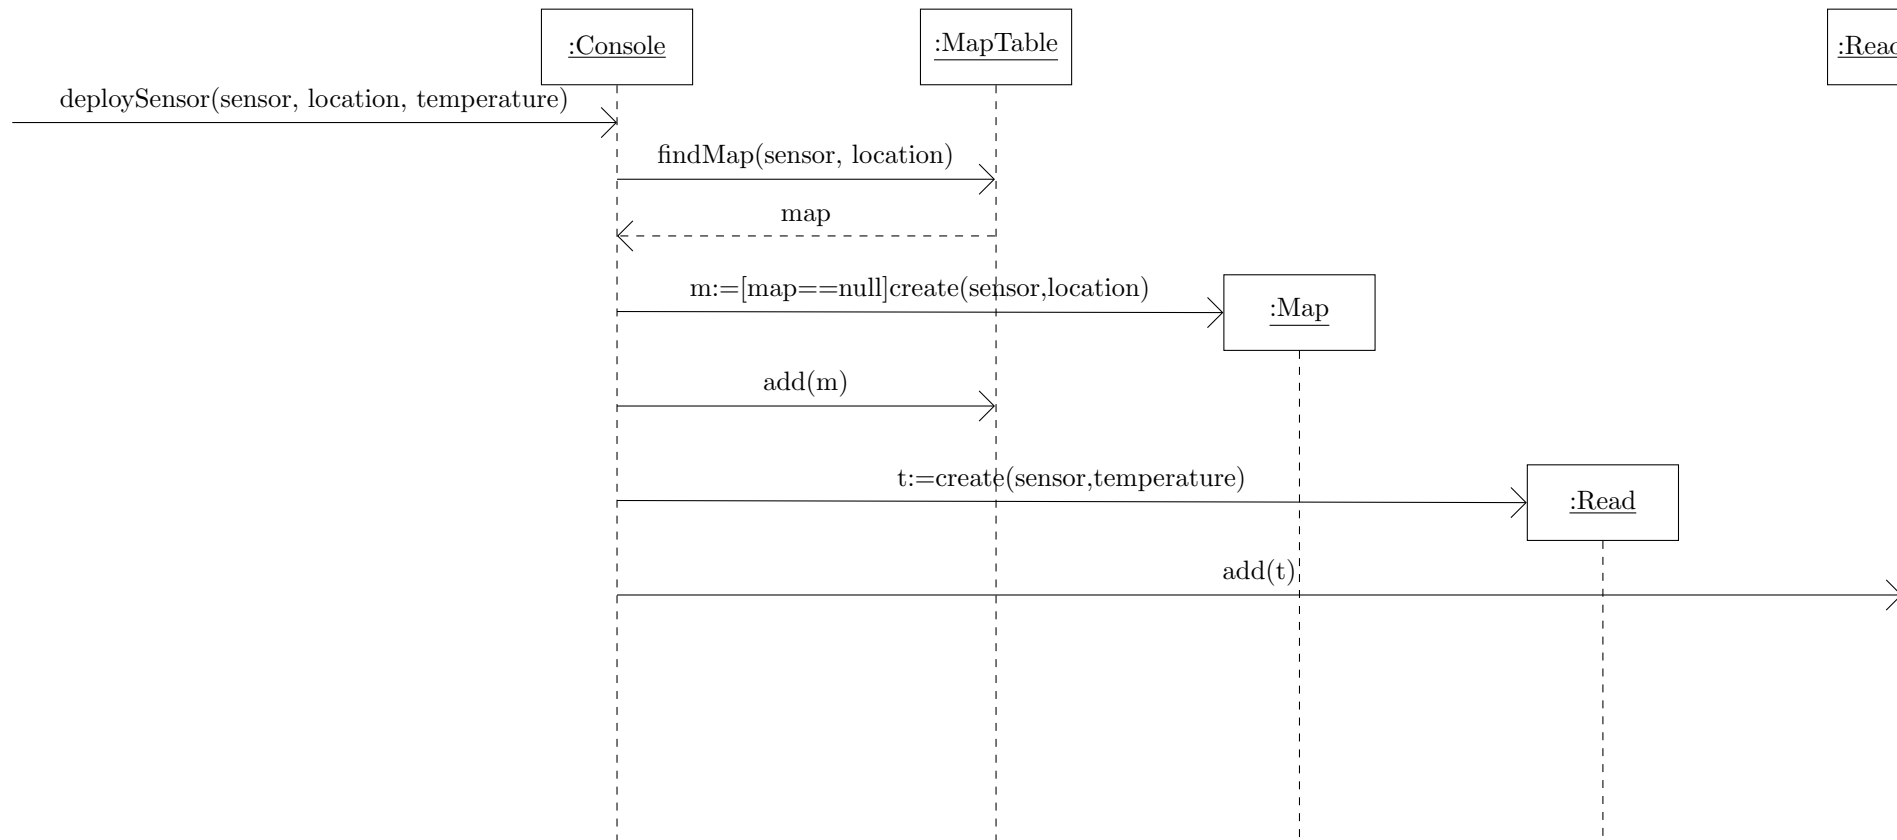 :Console
:MapTable
deploySensor(sensor, location, temperature)
findMap(sensor, location)
map
m:=[map==null]create(sensor,location)
:Map
add(m)
t:=create(sensor,temperature)
:Read
add(t)